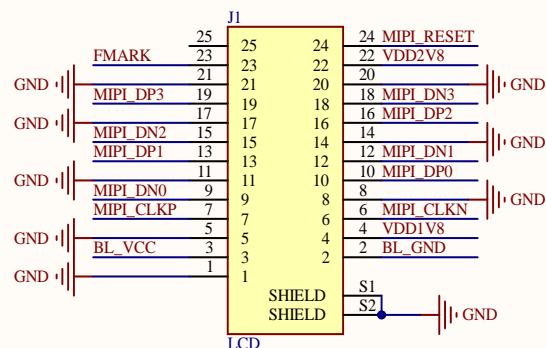 J1
25 25 24 24 MIPI_RESET
FMARK 23 23 22 22 VDD2V8
GND 21 21 20 20 GND
MIPI_DP3 19 19 18 18 MIPI_DN3
GND 17 17 16 16 MIPI_DP2
MIPI_DN2 15 15 14 14 GND
MIPI_DP1 13 13 12 12 MIPI_DN1
GND 11 11 10 10 MIPI_DP0
MIPI_DN0 9 9 8 8 GND
MIPI_CLKP 7 7 6 6 MIPI_CLKN
GND 5 5 4 4 VDD1V8
BL_VCC 3 3 2 2 BL_GND
GND 1 1
SHIELD S1
SHIELD S2 GND
LCD